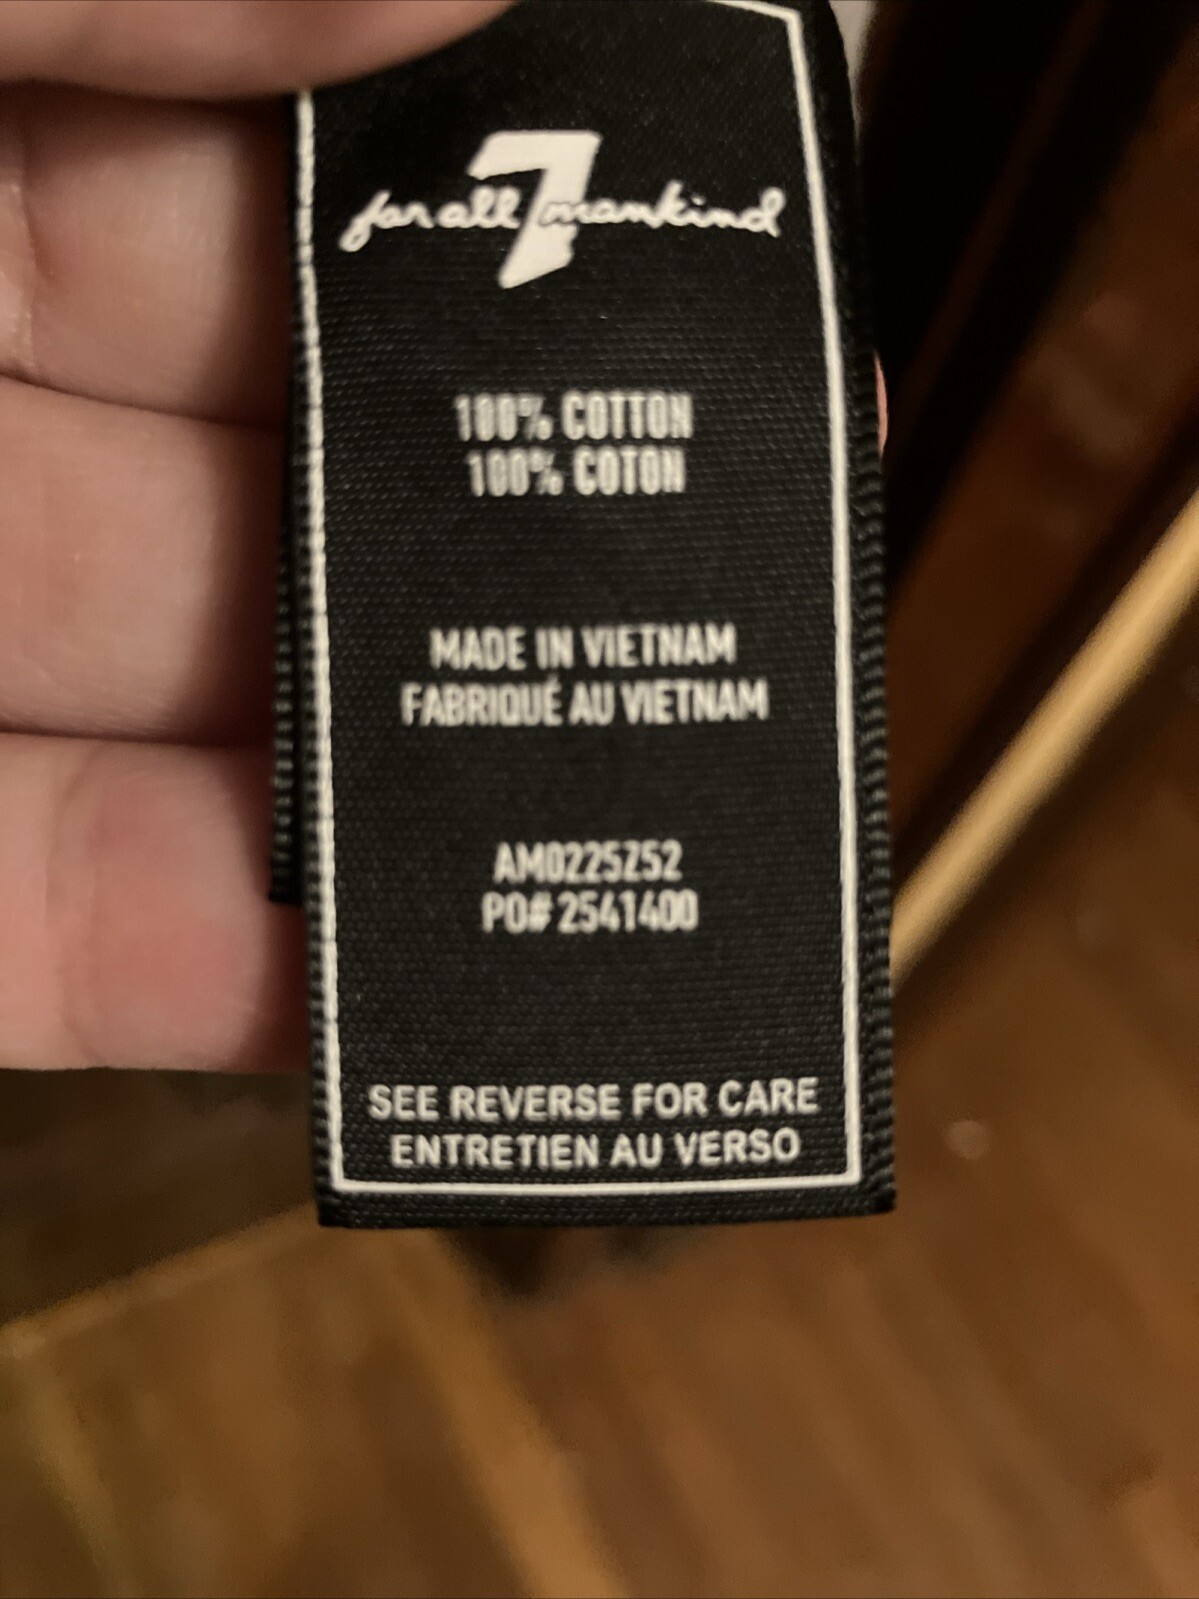 7
for all mankind
100% COTTON
100% COTON
MADE IN VIETNAM
FABRIQUÉ AU VIETNAM
AM0225Z52
PO# 2541400
SEE REVERSE FOR CARE
ENTRETIEN AU VERSO